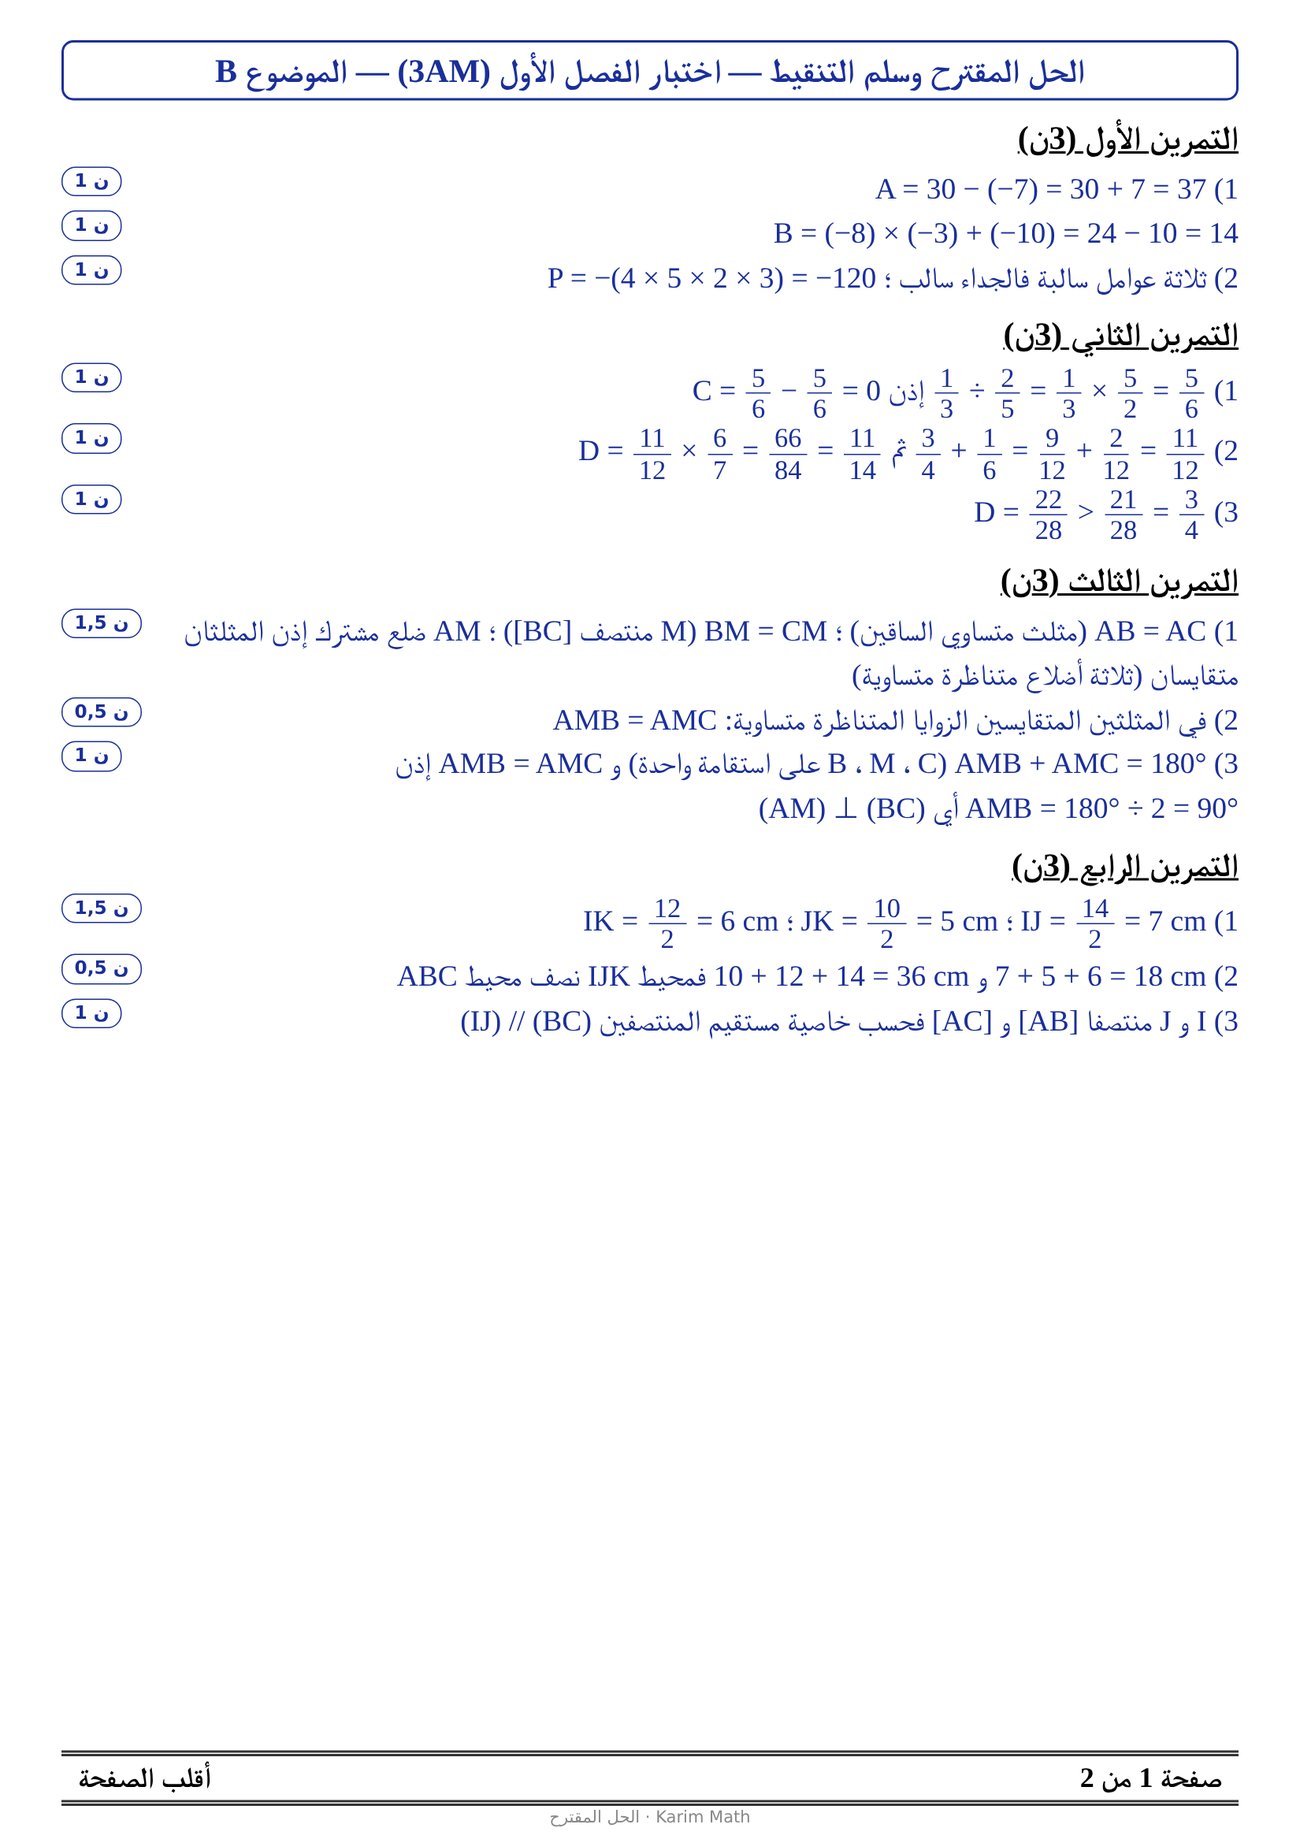 الحل المقترح وسلم التنقيط — اختبار الفصل الأول (3AM) — الموضوع B
التمرين الأول (3ن)
1) A = 30 − (−7) = 30 + 7 = 37 1 ن
B = (−8) × (−3) + (−10) = 24 − 10 = 14 1 ن
2) ثلاثة عوامل سالبة فالجداء سالب ؛ P = −(4 × 5 × 2 × 3) = −120 1 ن
التمرين الثاني (3ن)
1) 1/3 ÷ 2/5 = 1/3 × 5/2 = 5/6 إذن C = 5/6 − 5/6 = 0 1 ن
2) 3/4 + 1/6 = 9/12 + 2/12 = 11/12 ثم D = 11/12 × 6/7 = 66/84 = 11/14 1 ن
3) D = 22/28 > 21/28 = 3/4 1 ن
التمرين الثالث (3ن)
1) AB = AC (مثلث متساوي الساقين) ؛ BM = CM (M منتصف [BC]) ؛ AM ضلع مشترك إذن المثلثان 1,5 ن
متقايسان (ثلاثة أضلاع متناظرة متساوية)
2) في المثلثين المتقايسين الزوايا المتناظرة متساوية: AMB = AMC 0,5 ن
3) AMB + AMC = 180° (B ، M ، C على استقامة واحدة) و AMB = AMC إذن 1 ن
AMB = 180° ÷ 2 = 90° أي (AM) ⊥ (BC)
التمرين الرابع (3ن)
1) IJ = 14/2 = 7 cm ؛ JK = 10/2 = 5 cm ؛ IK = 12/2 = 6 cm 1,5 ن
2) 7 + 5 + 6 = 18 cm و 10 + 12 + 14 = 36 cm فمحيط IJK نصف محيط ABC 0,5 ن
3) I و J منتصفا [AB] و [AC] فحسب خاصية مستقيم المنتصفين (IJ) // (BC) 1 ن
صفحة 1 من 2 أقلب الصفحة
Karim Math · الحل المقترح